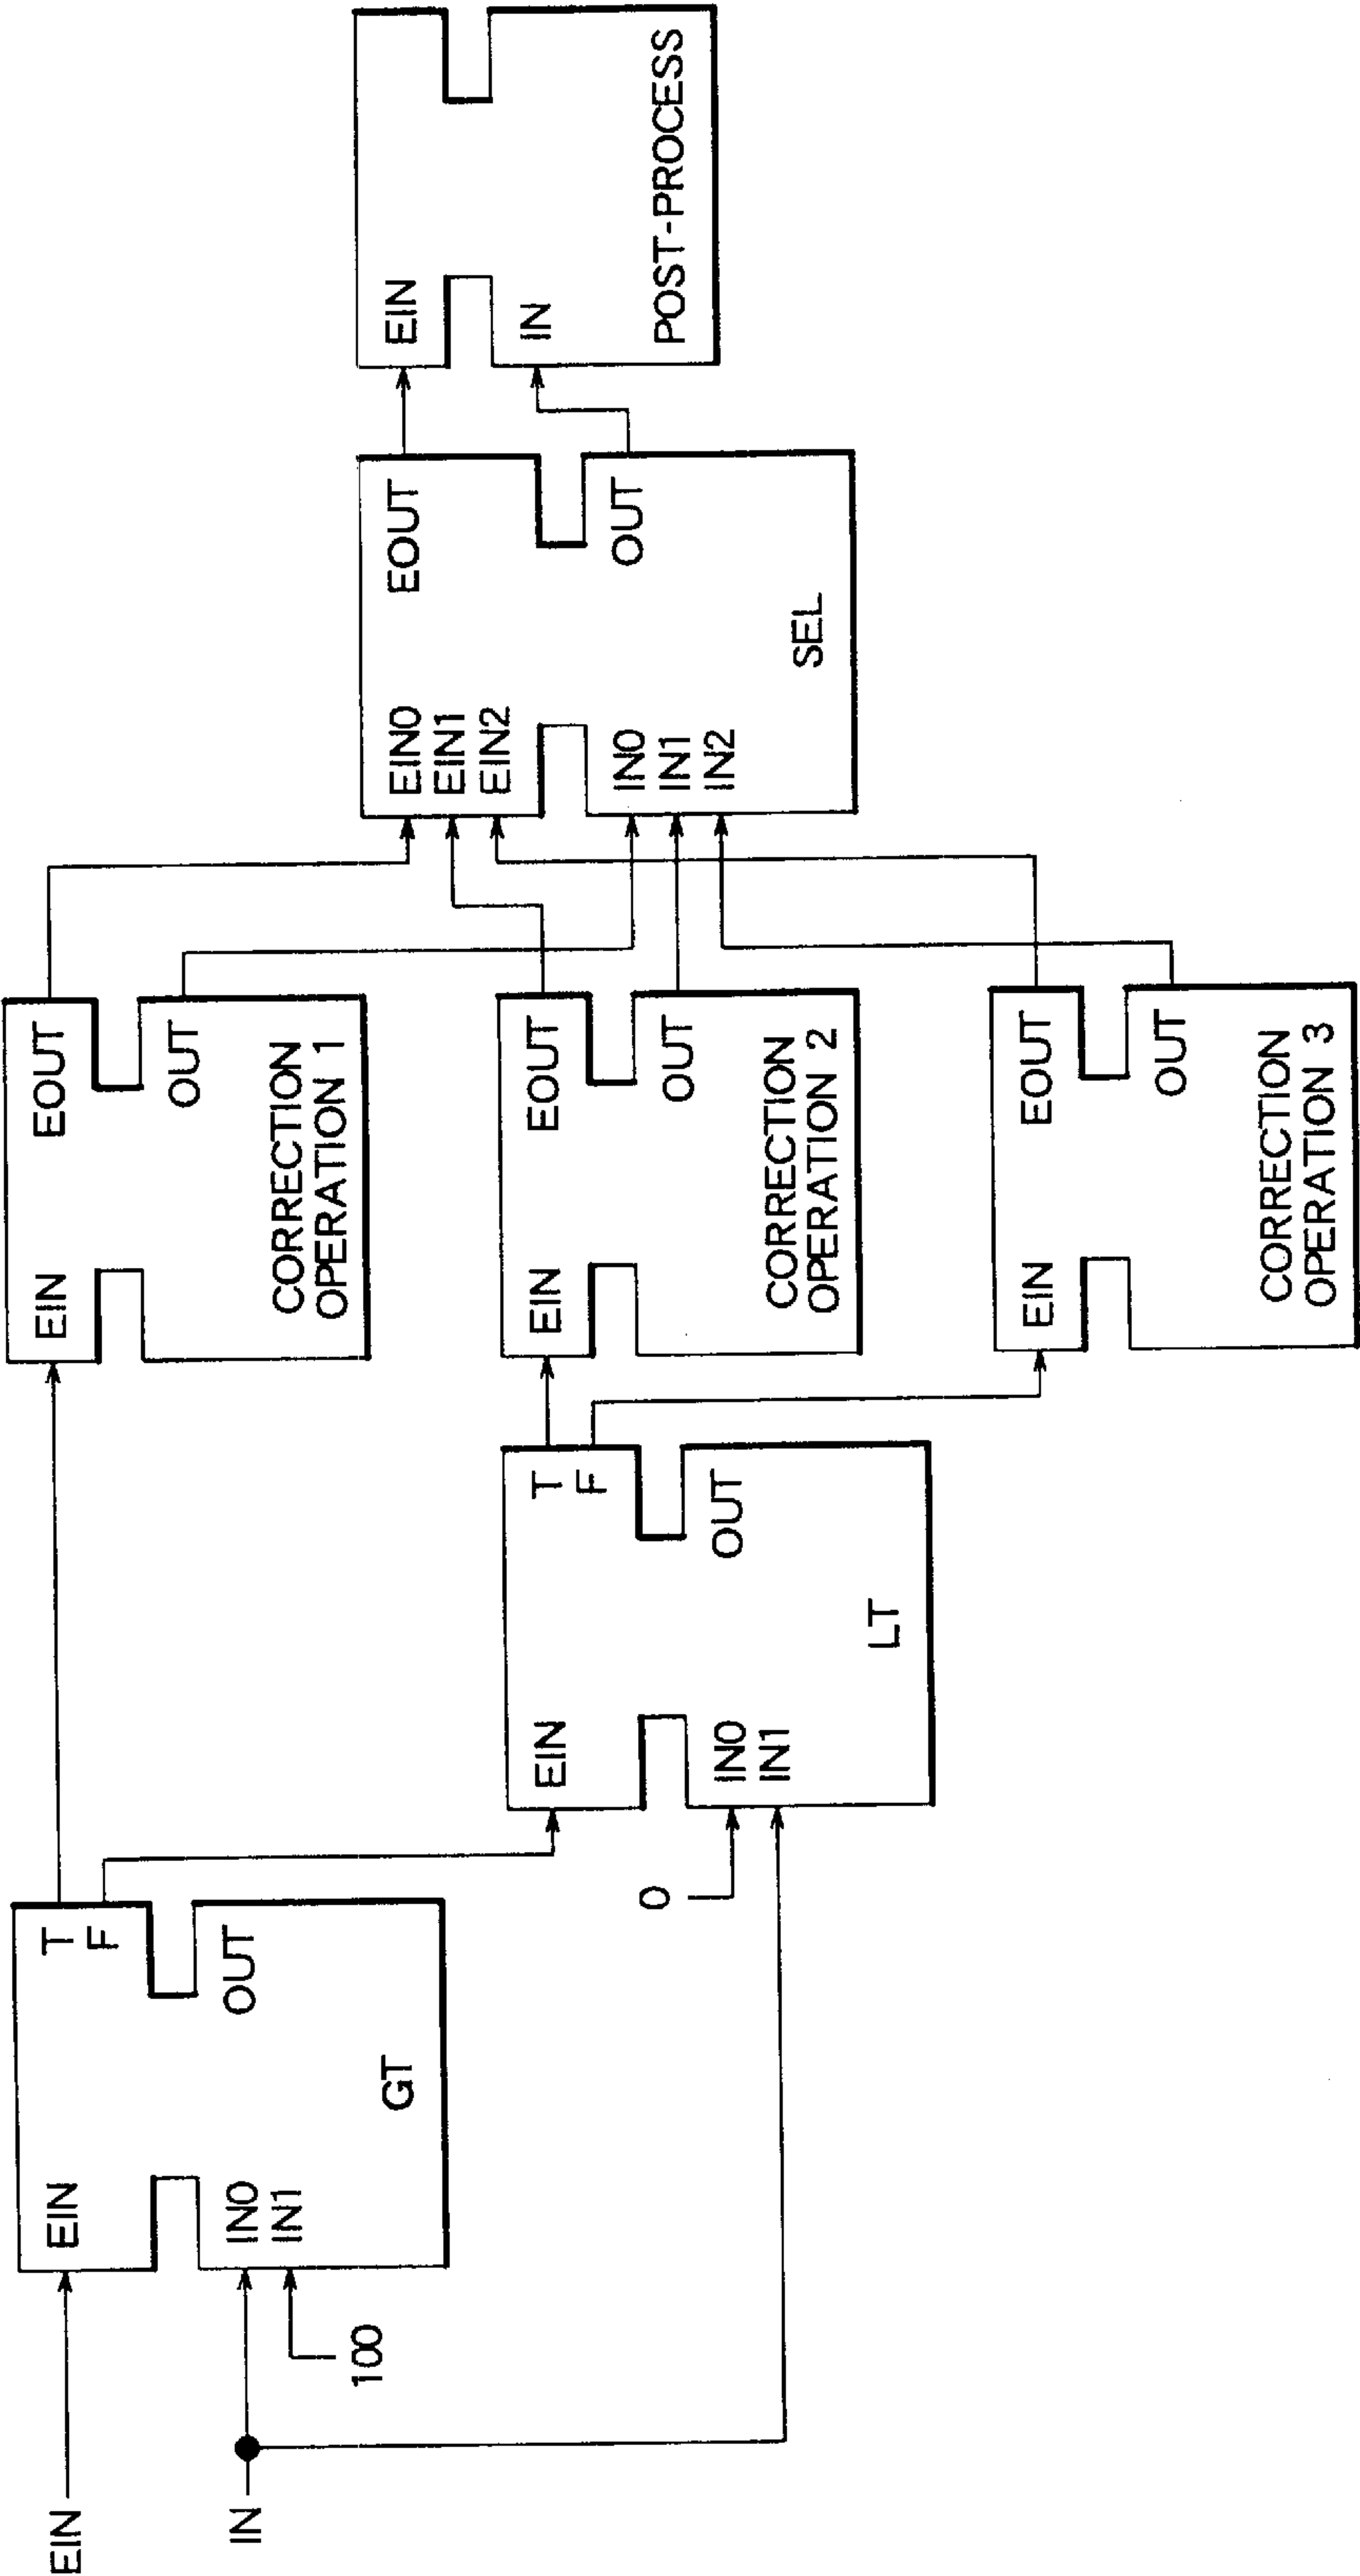 EIN
IN
100
EIN
T
F
IN0
IN1
OUT
GT
0
EIN
T
F
IN0
IN1
OUT
LT
EIN
EOUT
OUT
CORRECTION
OPERATION 1
EIN
EOUT
OUT
CORRECTION
OPERATION 2
EIN
EOUT
OUT
CORRECTION
OPERATION 3
EIN0
EIN1
EIN2
EOUT
IN0
IN1
IN2
OUT
SEL
EIN
IN
POST-PROCESS